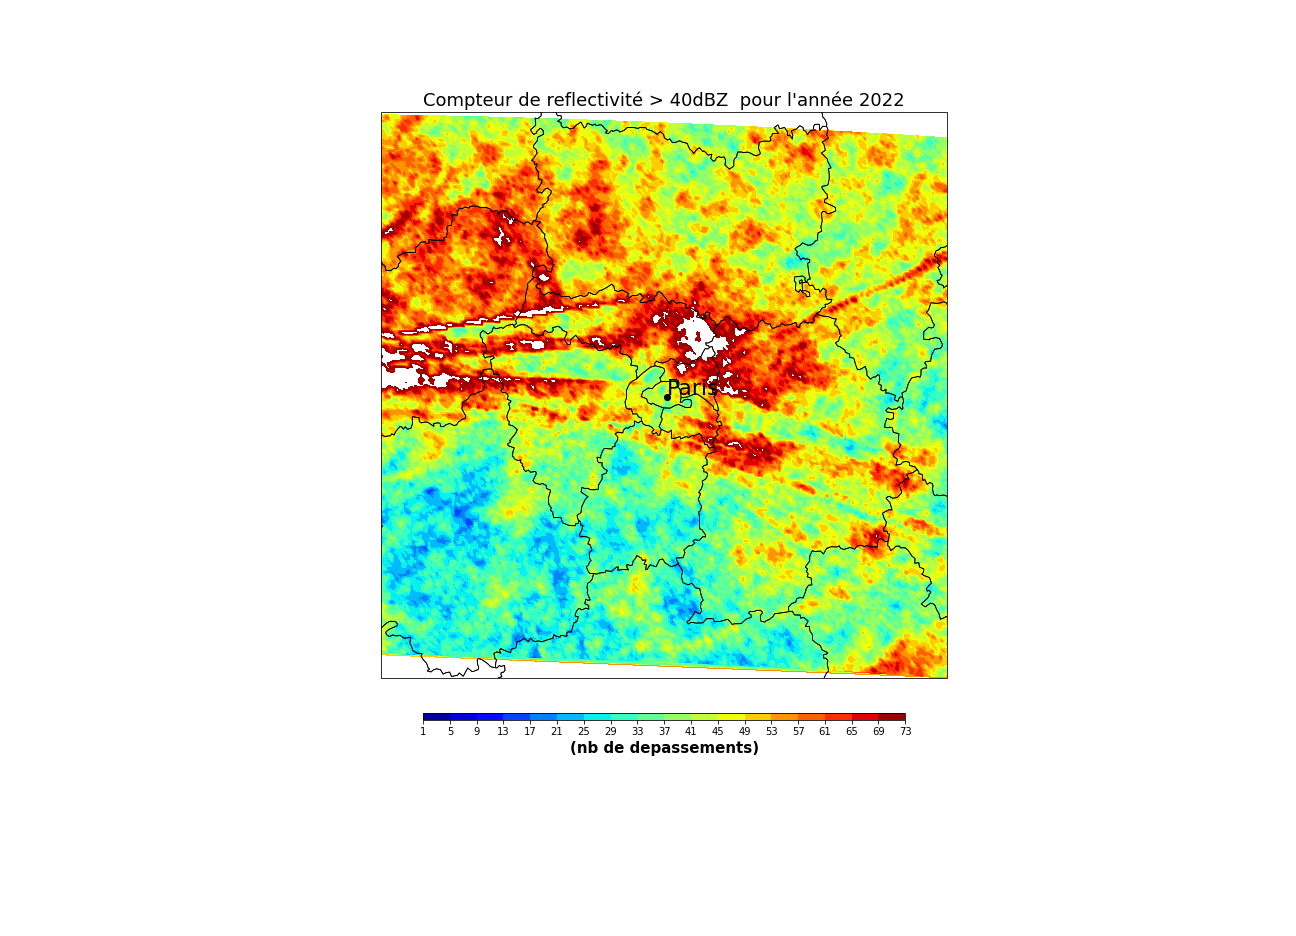 Compteur de reflectivité > 40dBZ  pour l'année 2022
Paris
1 5 9 13 17 21 25 29 33 37 41 45 49 53 57 61 65 69 73
(nb de depassements)